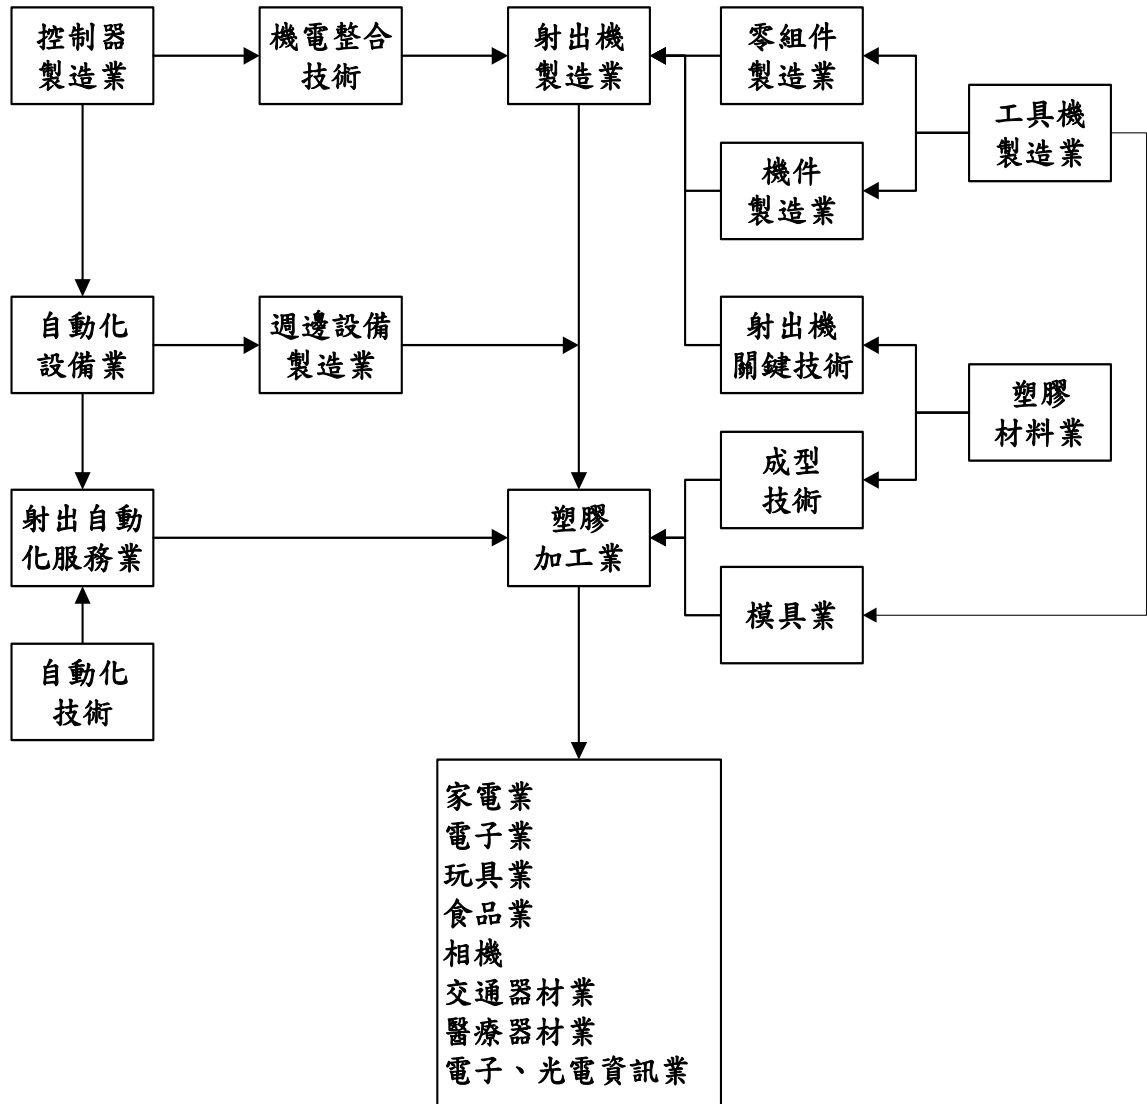 控制器
製造業
機電整合
技術
射出機
製造業
零組件
製造業
工具機
製造業
機件
製造業
自動化
設備業
週邊設備
製造業
射出機
關鍵技術
塑膠
材料業
成型
技術
射出自動
化服務業
塑膠
加工業
模具業
自動化
技術
家電業
電子業
玩具業
食品業
相機
交通器材業
醫療器材業
電子、光電資訊業